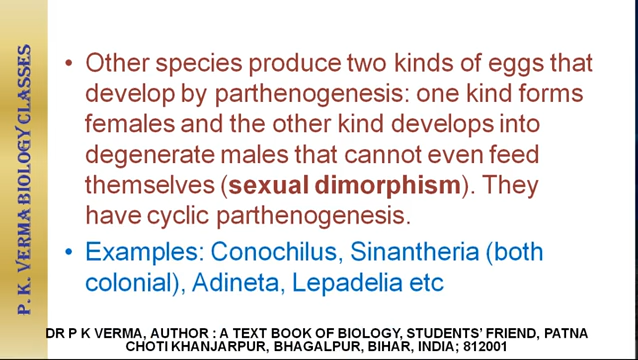 P. K. VERMA BIOLOGY CLASSES
• Other species produce two kinds of eggs that
develop by parthenogenesis: one kind forms
females and the other kind develops into
degenerate males that cannot even feed
themselves (sexual dimorphism). They
have cyclic parthenogenesis.
• Examples: Conochilus, Sinantheria (both
colonial), Adineta, Lepadelia etc
DR P K VERMA, AUTHOR : A TEXT BOOK OF BIOLOGY, STUDENTS' FRIEND, PATNA
CHOTI KHANJARPUR, BHAGALPUR, BIHAR, INDIA; 812001